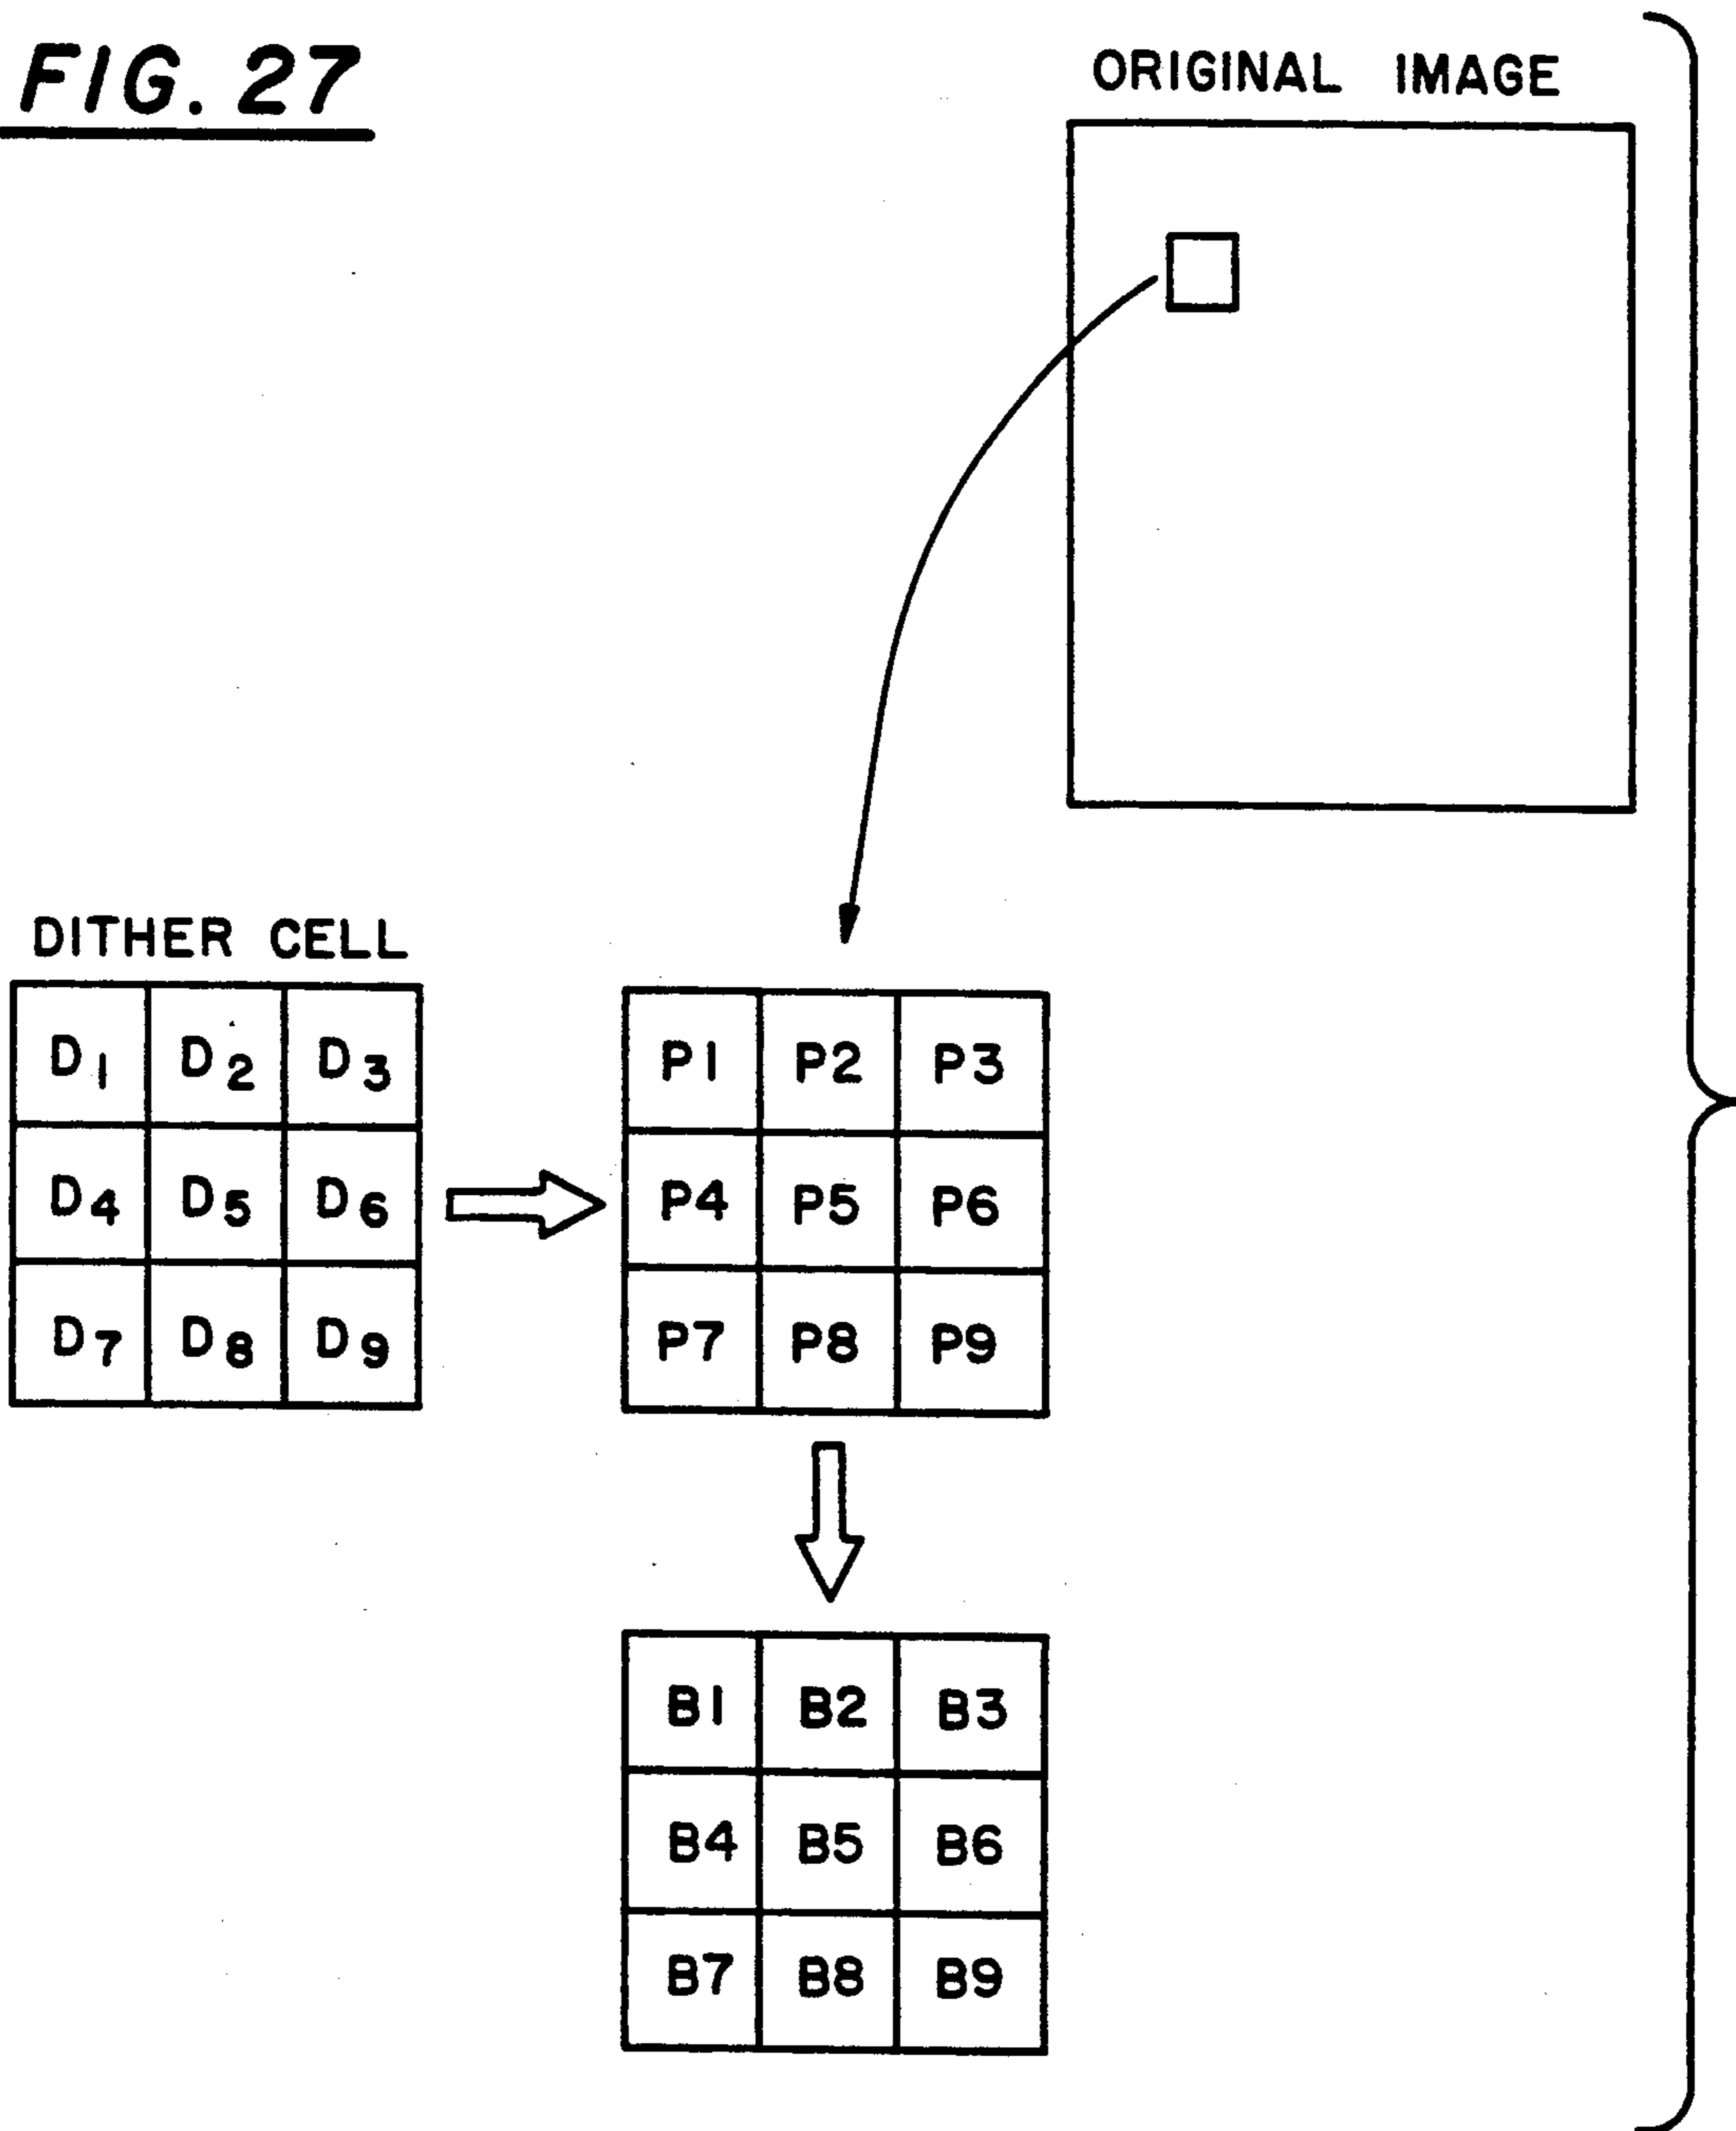 FIG. 27
ORIGINAL IMAGE
DITHER CELL
D1 D2 D3
D4 D5 D6
D7 D8 D9
P1 P2 P3
P4 P5 P6
P7 P8 P9
B1 B2 B3
B4 B5 B6
B7 B8 B9